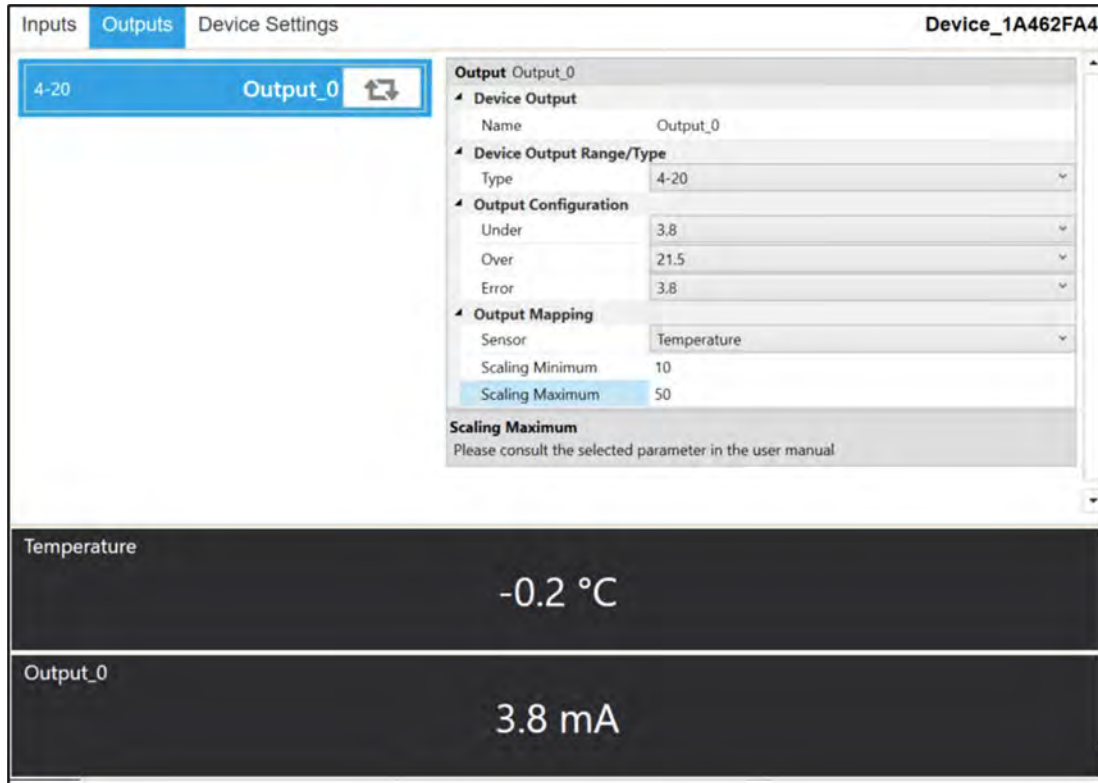 Inputs Outputs Device Settings Device_1A462FA4
4-20 Output_0
Output Output_0
Device Output
Name Output_0
Device Output Range/Type
Type 4-20
Output Configuration
Under 3.8
Over 21.5
Error 3.8
Output Mapping
Sensor Temperature
Scaling Minimum 10
Scaling Maximum 50
Scaling Maximum
Please consult the selected parameter in the user manual
Temperature
-0.2 °C
Output_0
3.8 mA